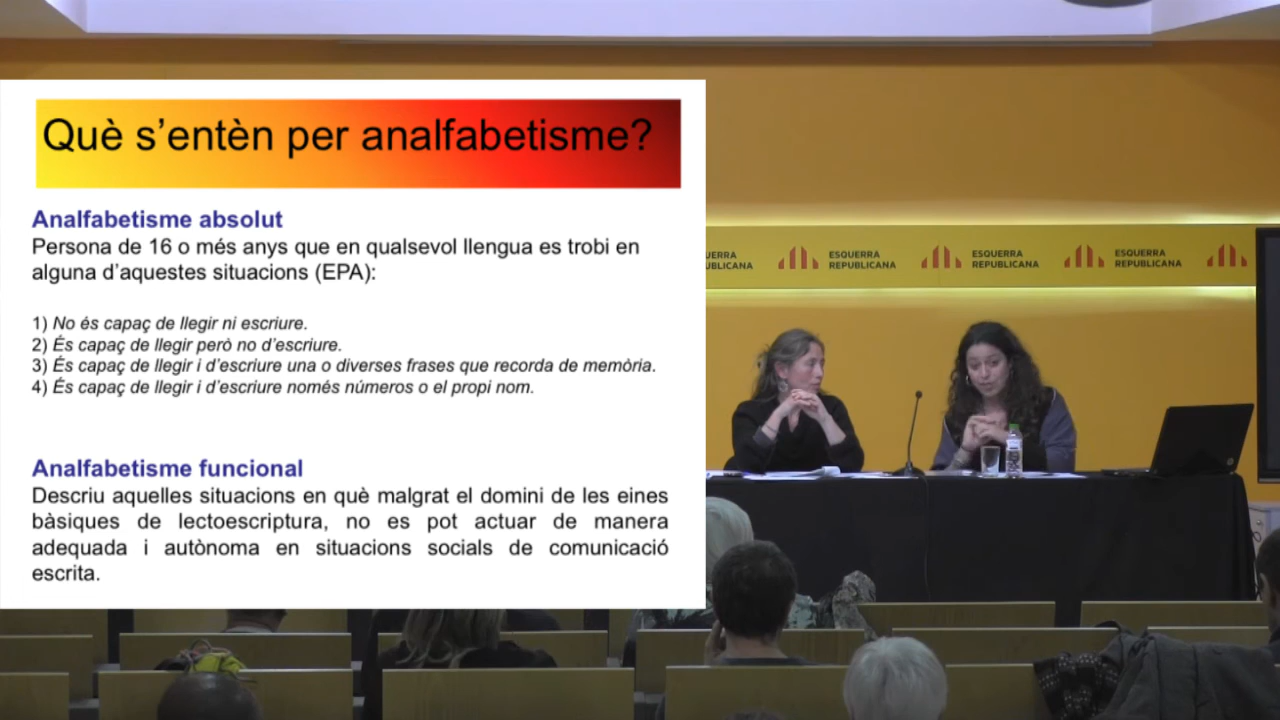 Què s’entèn per analfabetisme?
Analfabetisme absolut
Persona de 16 o més anys que en qualsevol llengua es trobi en
alguna d’aquestes situacions (EPA):
1) No és capaç de llegir ni escriure.
2) És capaç de llegir però no d’escriure.
3) És capaç de llegir i d’escriure una o diverses frases que recorda de memòria.
4) És capaç de llegir i d’escriure només números o el propi nom.
Analfabetisme funcional
Descriu aquelles situacions en què malgrat el domini de les eines
bàsiques de lectoescriptura, no es pot actuar de manera
adequada i autònoma en situacions socials de comunicació
escrita.
ERRA
UBLICANA
ESQUERRA
REPUBLICANA
ESQUERRA
REPUBLICANA
ESQUERRA
REPUBLICANA